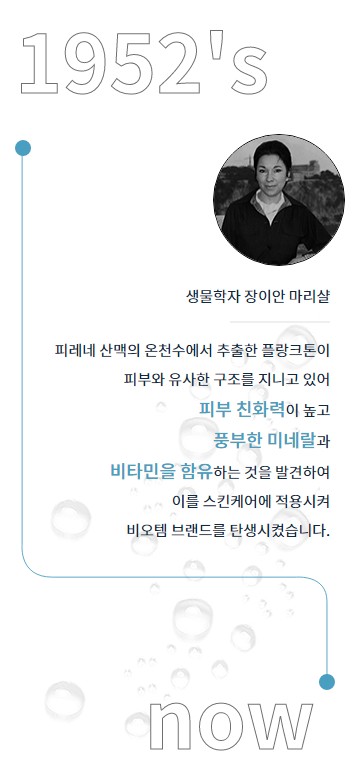 1952's
생물학자 장이안 마리샬
피레네 산맥의 온천수에서 추출한 플랑크톤이
피부와 유사한 구조를 지니고 있어
피부 친화력이 높고
풍부한 미네랄과
비타민을 함유하는 것을 발견하여
이를 스킨케어에 적용시켜
비오템 브랜드를 탄생시켰습니다.
now